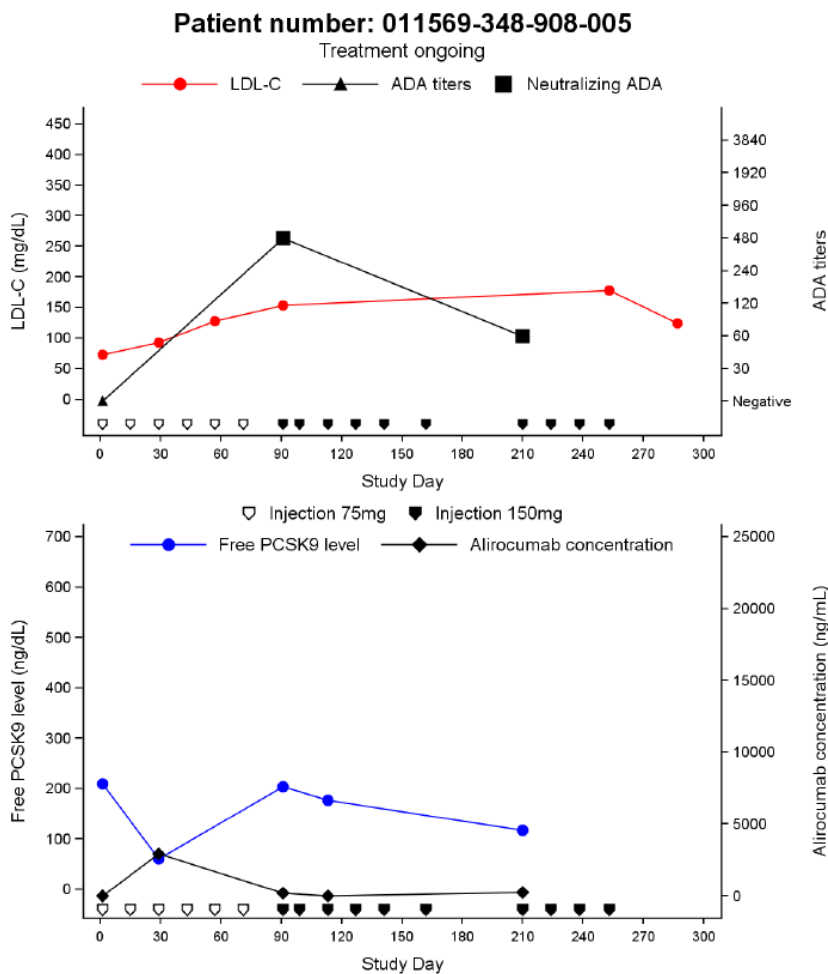 Patient number: 011569-348-908-005
Treatment ongoing
LDL-C ADA titers Neutralizing ADA
LDL-C (mg/dL)
450
400
350
300
250
200
150
100
50
0
3840
1920
960
480
240
120
60
30
Negative
ADA titers
0 30 60 90 120 150 180 210 240 270 300
Study Day
Injection 75mg Injection 150mg
Free PCSK9 level Alirocumab concentration
Free PCSK9 level (ng/dL)
700
600
500
400
300
200
100
0
25000
20000
15000
10000
5000
0
Alirocumab concentration (ng/mL)
0 30 60 90 120 150 180 210 240 270 300
Study Day